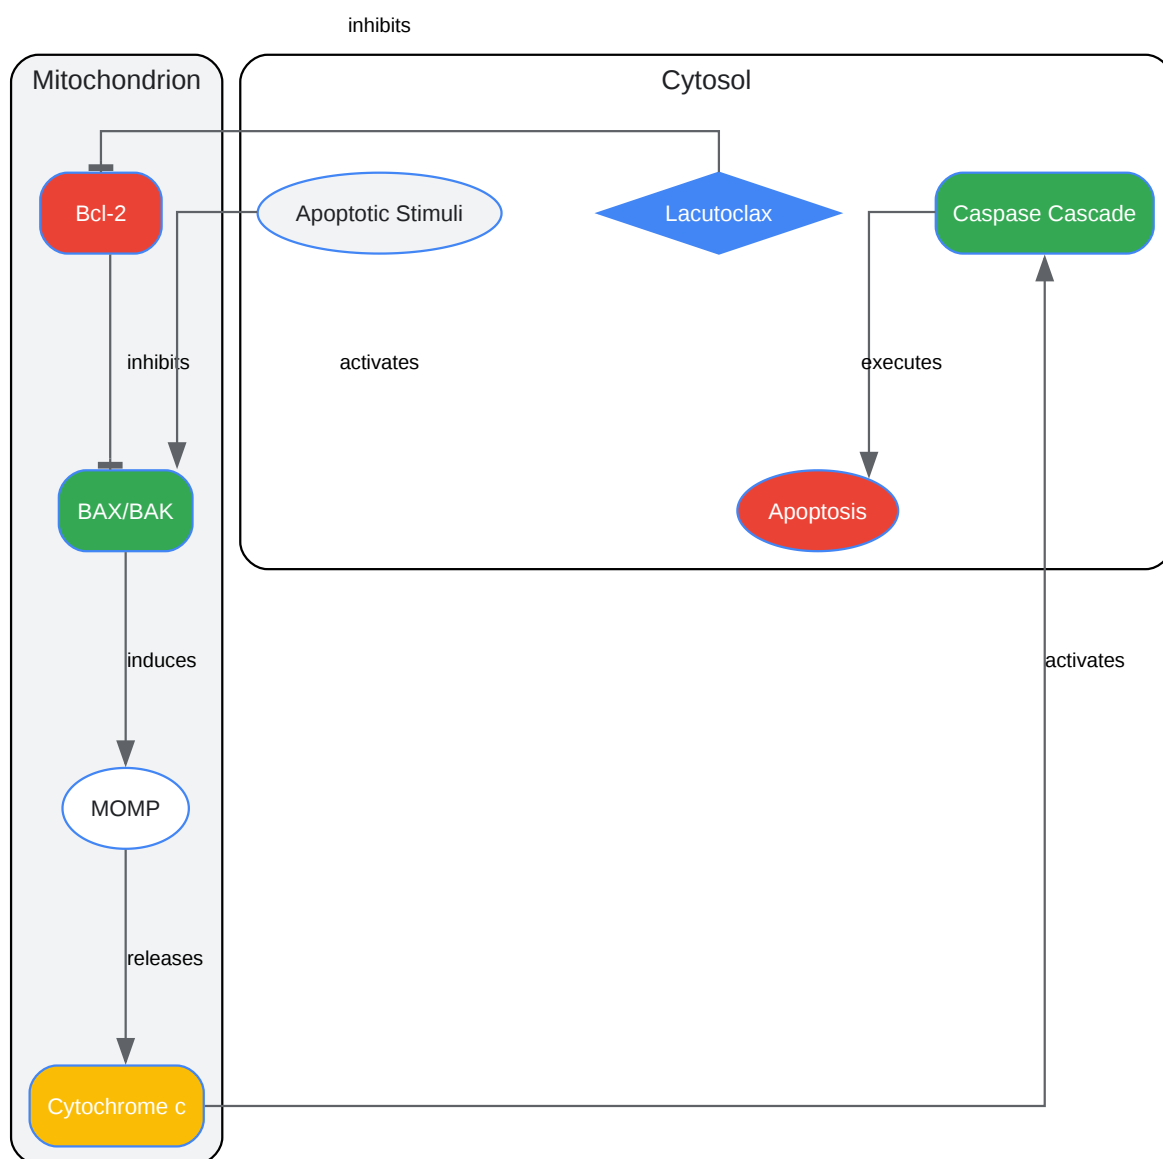 inhibits
Mitochondrion
Cytosol
Bcl-2
Apoptotic Stimuli
Lacutoclax
Caspase Cascade
inhibits
activates
executes
BAX/BAK
Apoptosis
induces
activates
MOMP
releases
Cytochrome c